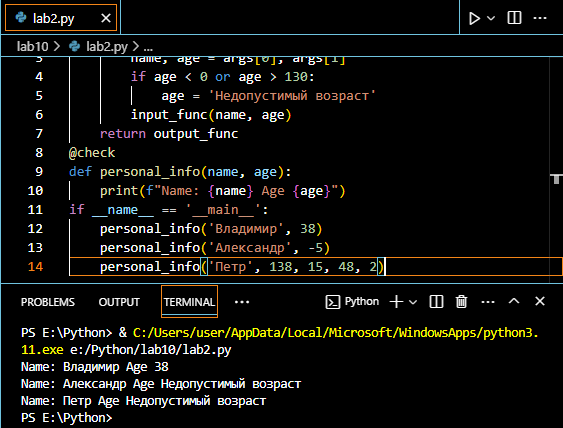 lab2.py
lab10 > lab2.py > ...
3 name, age = args[0], args[1]
4 if age < 0 or age > 130:
5 age = 'Недопустимый возраст'
6 input_func(name, age)
7 return output_func
8 @check
9 def personal_info(name, age):
10 print(f"Name: {name} Age {age}")
11 if __name__ == '__main__':
12 personal_info('Владимир', 38)
13 personal_info('Александр', -5)
14 personal_info('Петр', 138, 15, 48, 2)
PROBLEMS OUTPUT TERMINAL ...
Python
PS E:\Python> & C:/Users/user/AppData/Local/Microsoft/WindowsApps/python3.
11.exe e:/Python/lab10/lab2.py
Name: Владимир Age 38
Name: Александр Age Недопустимый возраст
Name: Петр Age Недопустимый возраст
PS E:\Python>